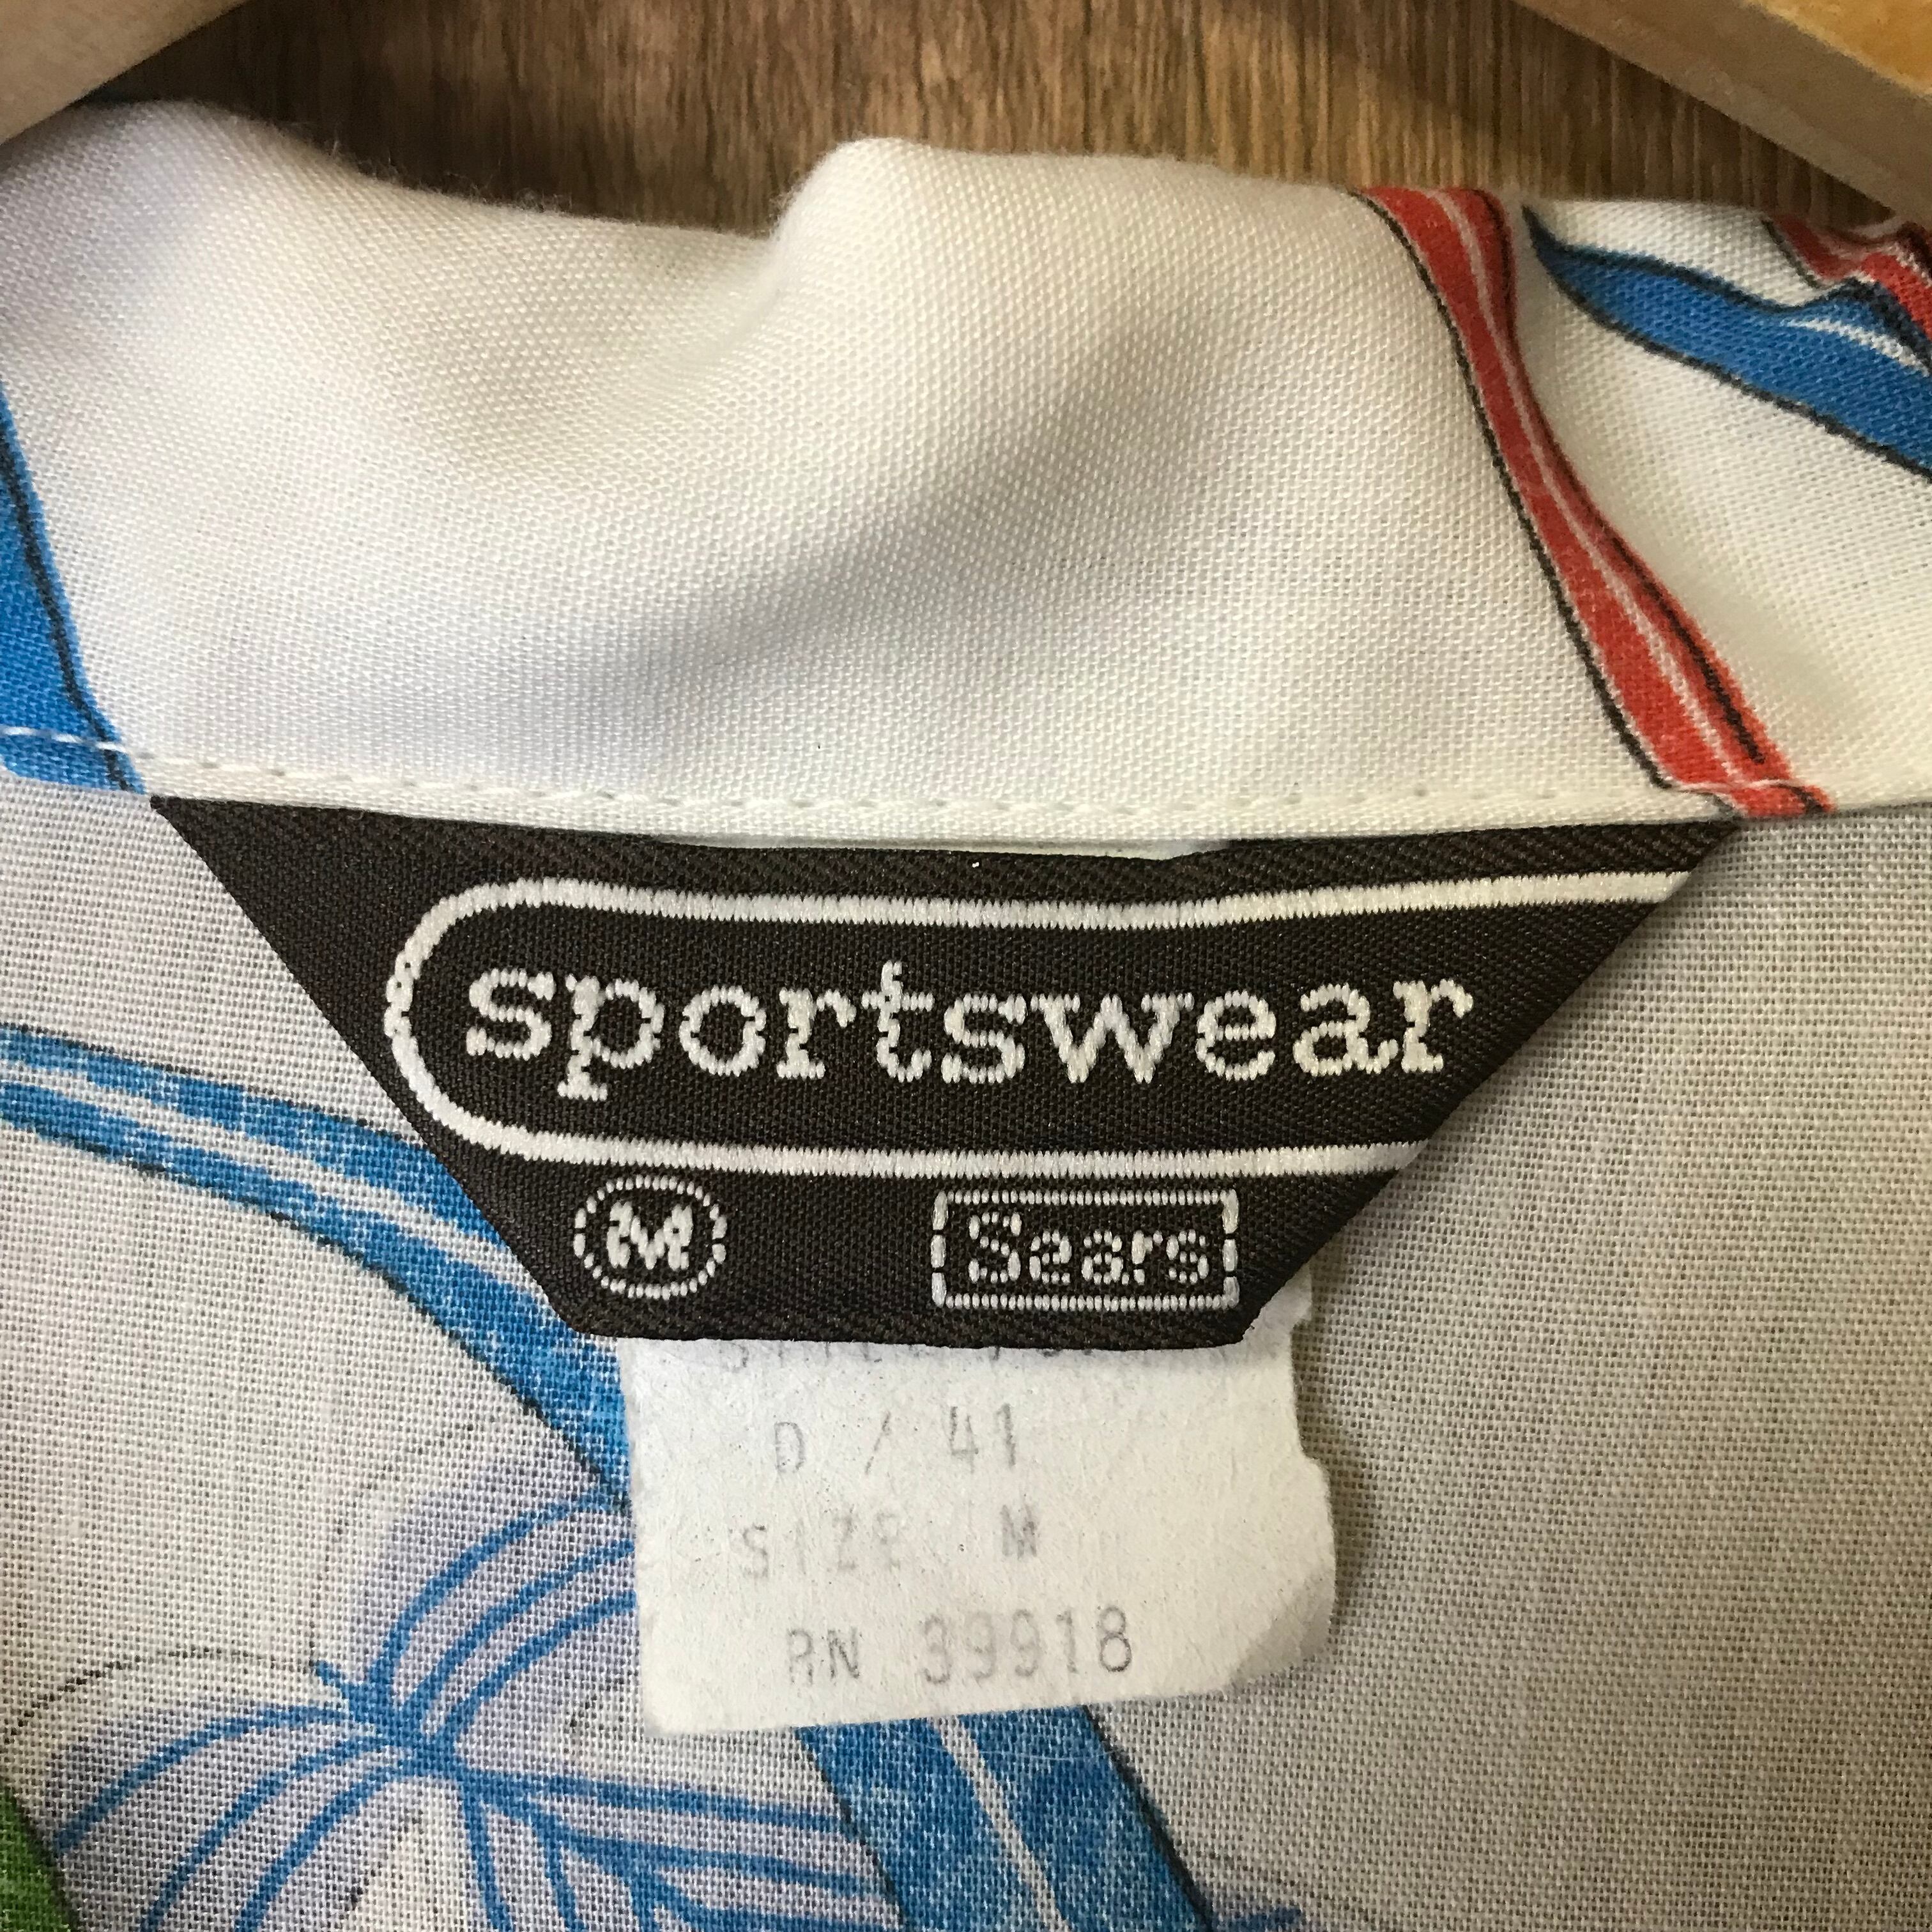 sportswear
M Sears
D / 41
SIZE M
RN 39918